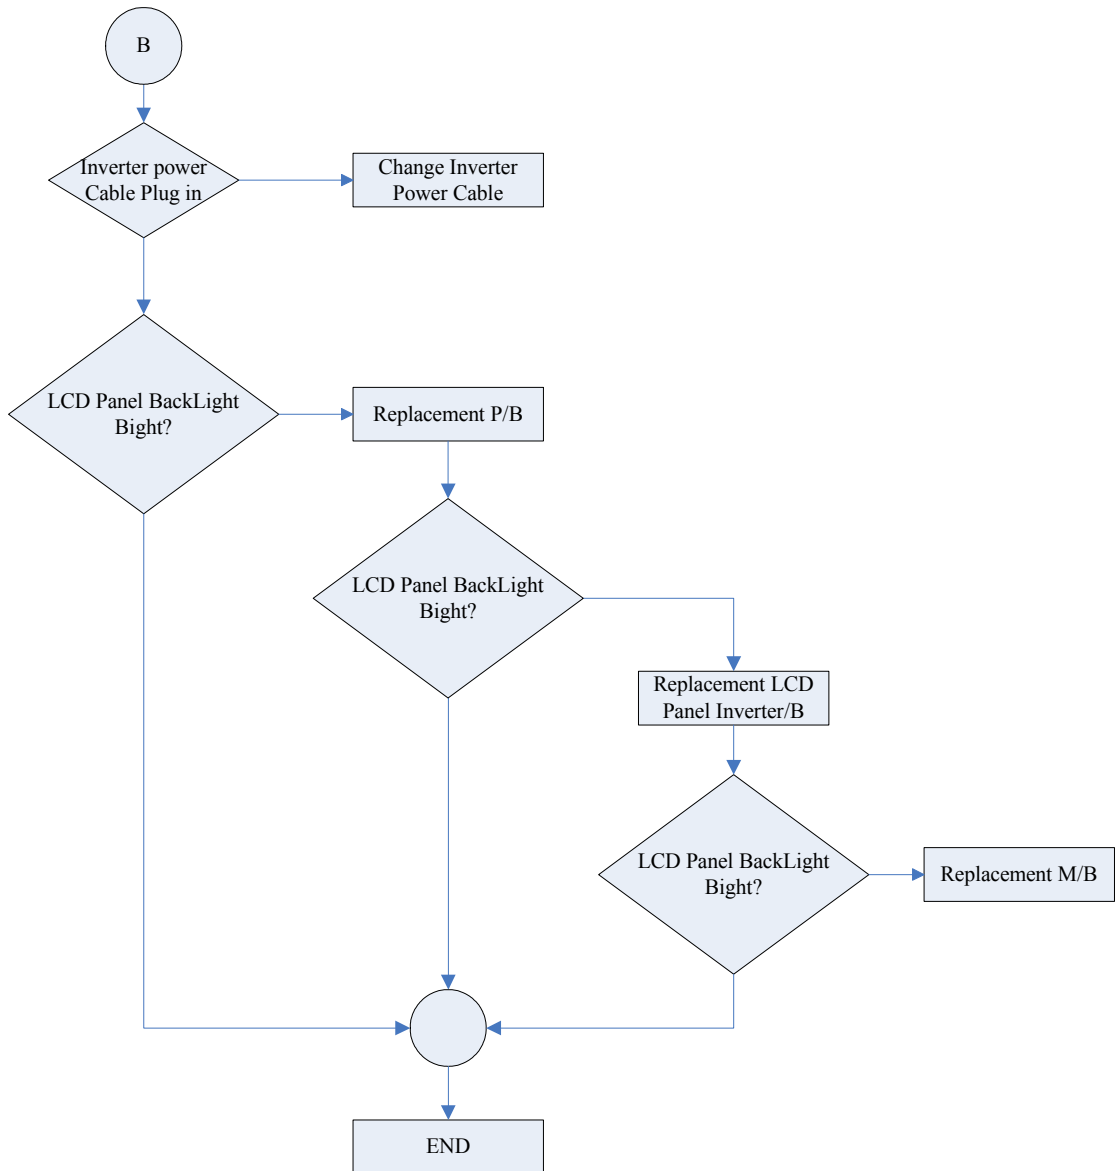 B
Inverter power
Cable Plug in
Change Inverter
Power Cable
LCD Panel BackLight
Bight?
Replacement P/B
LCD Panel BackLight
Bight?
Replacement LCD
Panel Inverter/B
LCD Panel BackLight
Bight?
Replacement M/B
END